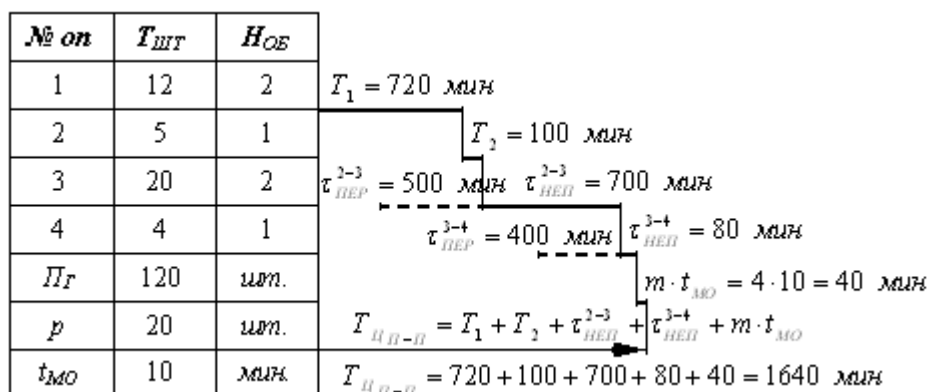 № оп T_ШТ Н_ОБ
1 12 2
T_1 = 720 мин
2 5 1
T_2 = 100 мин
3 20 2
τ_ПЕР^2-3 = 500 мин τ_НЕП^2-3 = 700 мин
4 4 1
τ_ПЕР^3-4 = 400 мин τ_НЕП^3-4 = 80 мин
П_Г 120 шт.
m · t_МО = 4 · 10 = 40 мин
р 20 шт.
T_Ц П-П = T_1 + T_2 + τ_НЕП^2-3 + τ_НЕП^3-4 + m · t_МО
t_МО 10 мин.
T_Ц П-П = 720 + 100 + 700 + 80 + 40 = 1640 мин